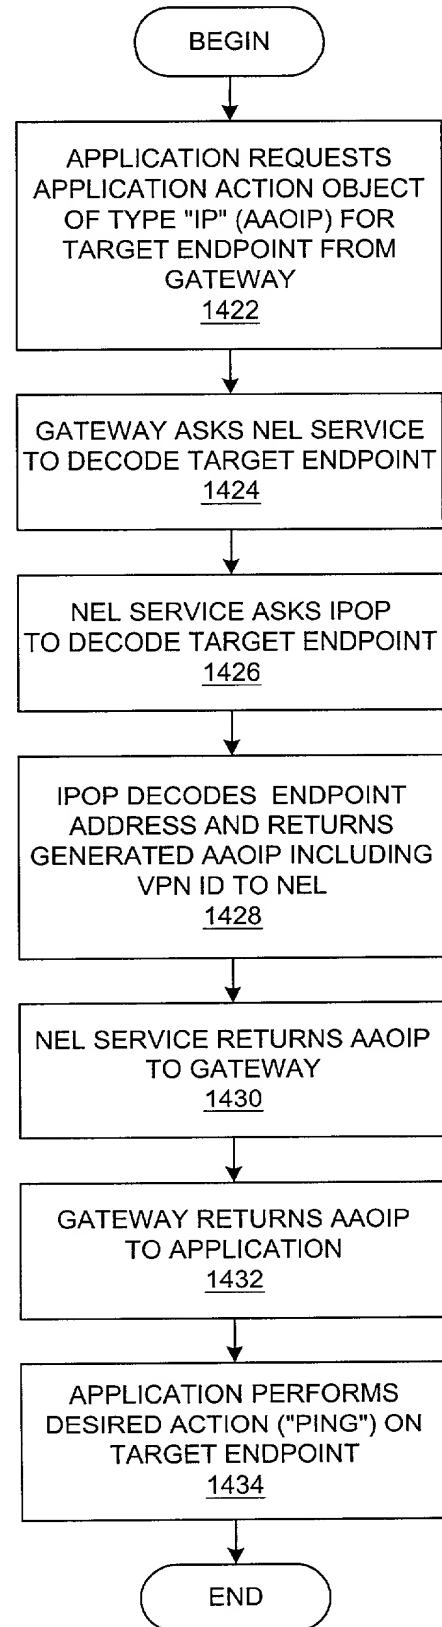 BEGIN
APPLICATION REQUESTS
APPLICATION ACTION OBJECT
OF TYPE "IP" (AAOIP) FOR
TARGET ENDPOINT FROM
GATEWAY
1422
GATEWAY ASKS NEL SERVICE
TO DECODE TARGET ENDPOINT
1424
NEL SERVICE ASKS IPOP
TO DECODE TARGET ENDPOINT
1426
IPOP DECODES ENDPOINT
ADDRESS AND RETURNS
GENERATED AAOIP INCLUDING
VPN ID TO NEL
1428
NEL SERVICE RETURNS AAOIP
TO GATEWAY
1430
GATEWAY RETURNS AAOIP
TO APPLICATION
1432
APPLICATION PERFORMS
DESIRED ACTION ("PING") ON
TARGET ENDPOINT
1434
END